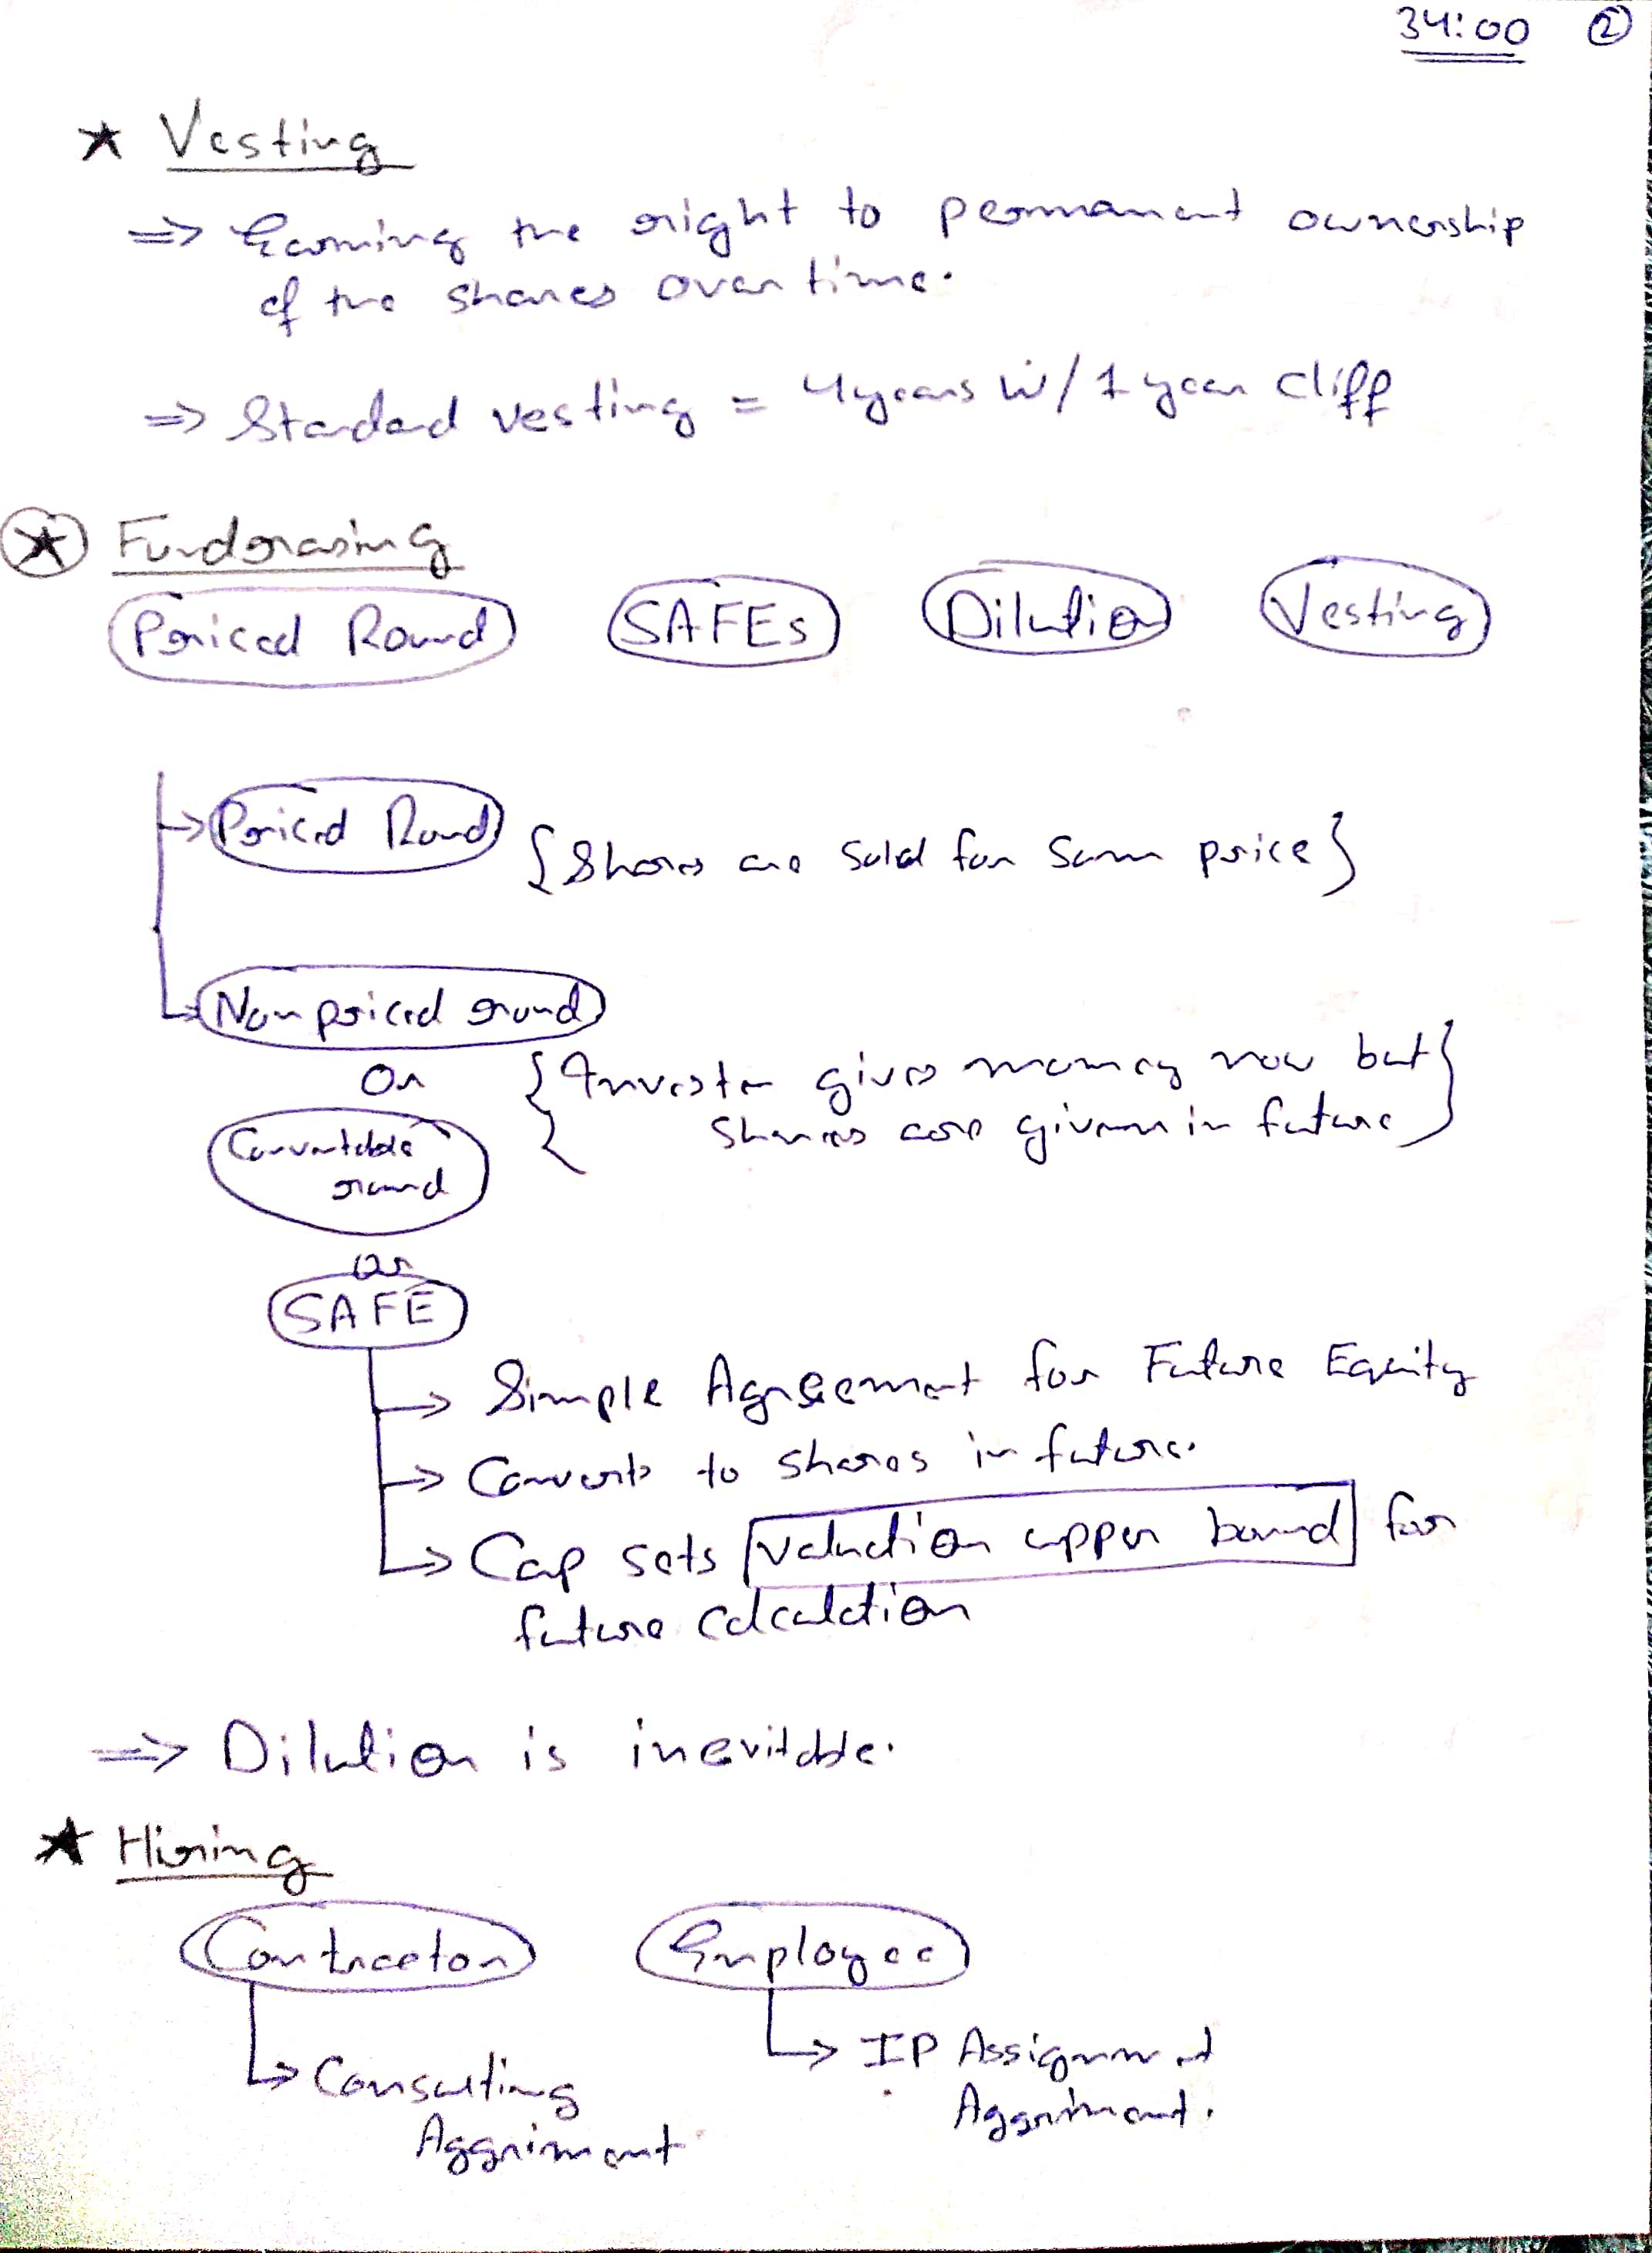 34:00 ②
★ Vesting
⇒ Earning the right to permanent ownership
of the shares over time.
⇒ Standard vesting = 4 years w/ 1 year cliff
★ Fundrasing
Priced Round SAFEs Dilution Vesting
→ Priced Round {Shares are sold for same price}
→ Non priced round
Or {Investor gives money now but
shares are given in future}
Convertable
round
or
SAFE
→ Simple Agreement for Future Equity
→ Converts to shares in future.
→ Cap sets valuation upper bound for
future calculation
⇒ Dilution is inevitable.
★ Hiring
Contractor Employee
→ IP Assignment
Aggriment.
→ Consulting
Aggriment